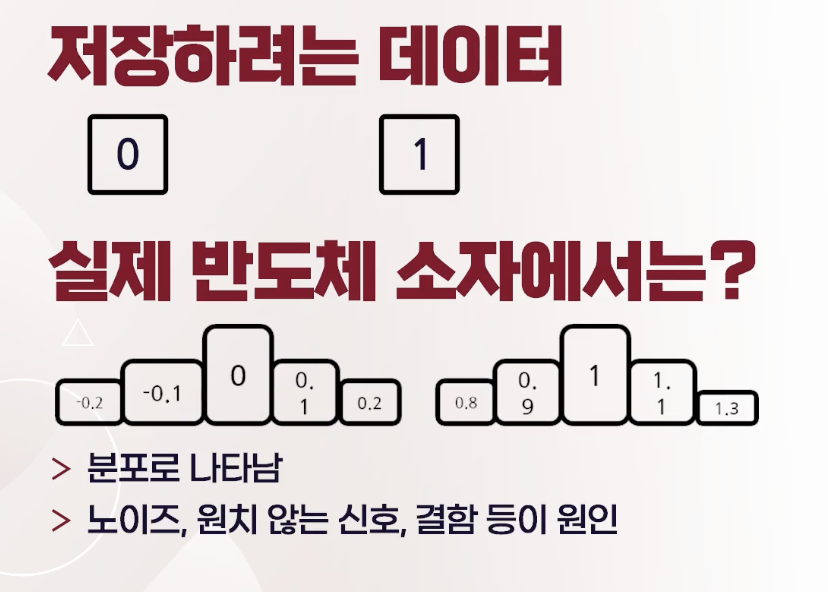 저장하려는 데이터
0 1
실제 반도체 소자에서는?
-0.2 -0.1 0 0.1 0.2 0.8 0.9 1 1.1 1.3
> 분포로 나타남
> 노이즈, 원치 않는 신호, 결함 등이 원인